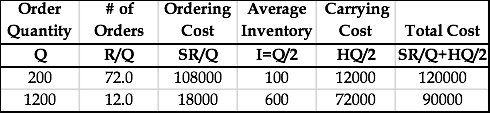 Order # of Ordering Average Carrying
Quantity Orders Cost Inventory Cost Total Cost
Q R/Q SR/Q I=Q/2 HQ/2 SR/Q+HQ/2
200 72.0 108000 100 12000 120000
1200 12.0 18000 600 72000 90000